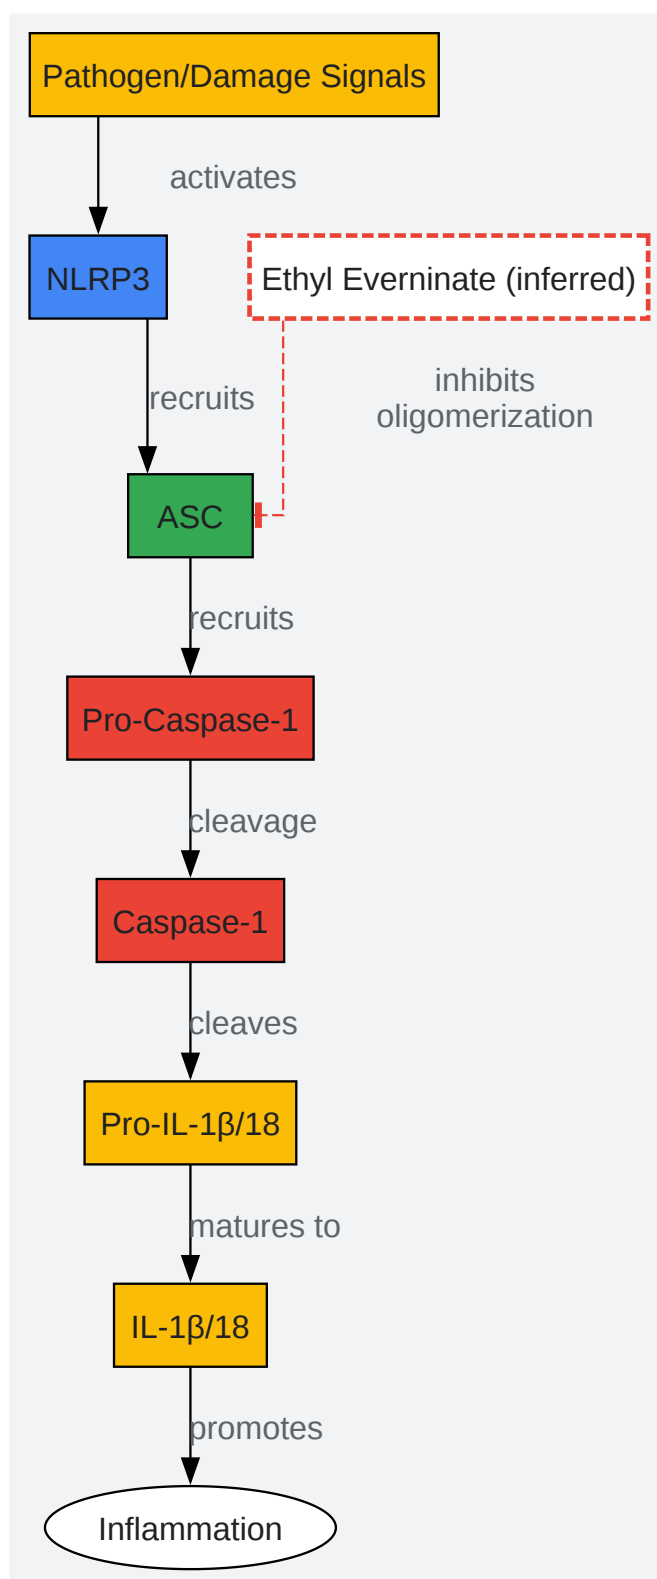 Pathogen/Damage Signals
activates
NLRP3
Ethyl Everninate (inferred)
recruits
inhibits
oligomerization
ASC
recruits
Pro-Caspase-1
cleavage
Caspase-1
cleaves
Pro-IL-1β/18
matures to
IL-1β/18
promotes
Inflammation